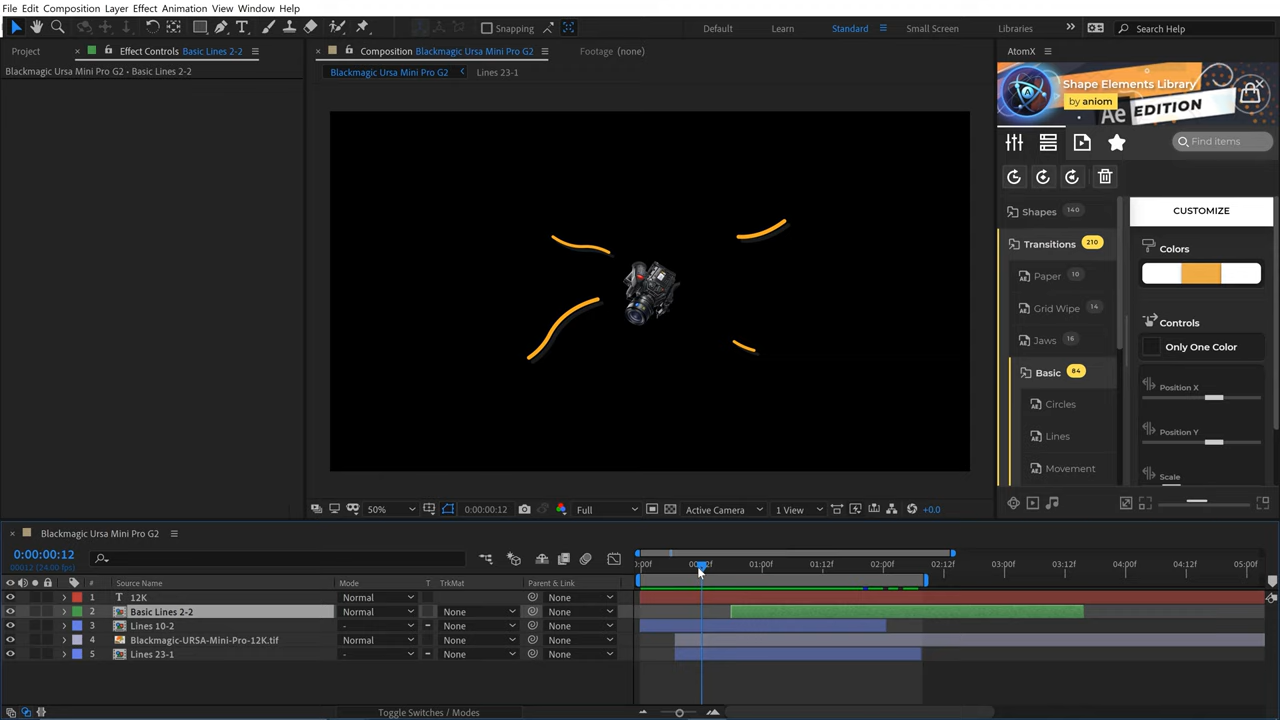 File Edit Composition Layer Effect Animation View Window Help
Snapping
Default Learn Standard Small Screen Libraries Search Help
Project Effect Controls Basic Lines 2-2 Composition Blackmagic Ursa Mini Pro G2 Footage (none) AtomX
Blackmagic Ursa Mini Pro G2 • Basic Lines 2-2
Blackmagic Ursa Mini Pro G2 Lines 23-1
Shape Elements Library
by aniom
Ae EDITION
Find items
Shapes 140
CUSTOMIZE
Transitions 210
Colors
Paper 10
Grid Wipe 14
Controls
Jaws 16
Only One Color
Basic 84
Position X
Circles
Lines
Position Y
Movement
Scale
50% 0:00:00:12 Full Active Camera 1 View +0.0
Blackmagic Ursa Mini Pro G2
0:00:00:12
00012 (24.00 fps)
:00f 00:12f 01:00f 01:12f 02:00f 02:12f 03:00f 03:12f 04:00f 04:12f 05:00f
# Source Name Mode T TrkMat Parent & Link
1 T 12K Normal None
2 Basic Lines 2-2 Normal None None
3 Lines 10-2 - None None
4 Blackmagic-URSA-Mini-Pro-12K.tif Normal None None
5 Lines 23-1 - None None
Toggle Switches / Modes